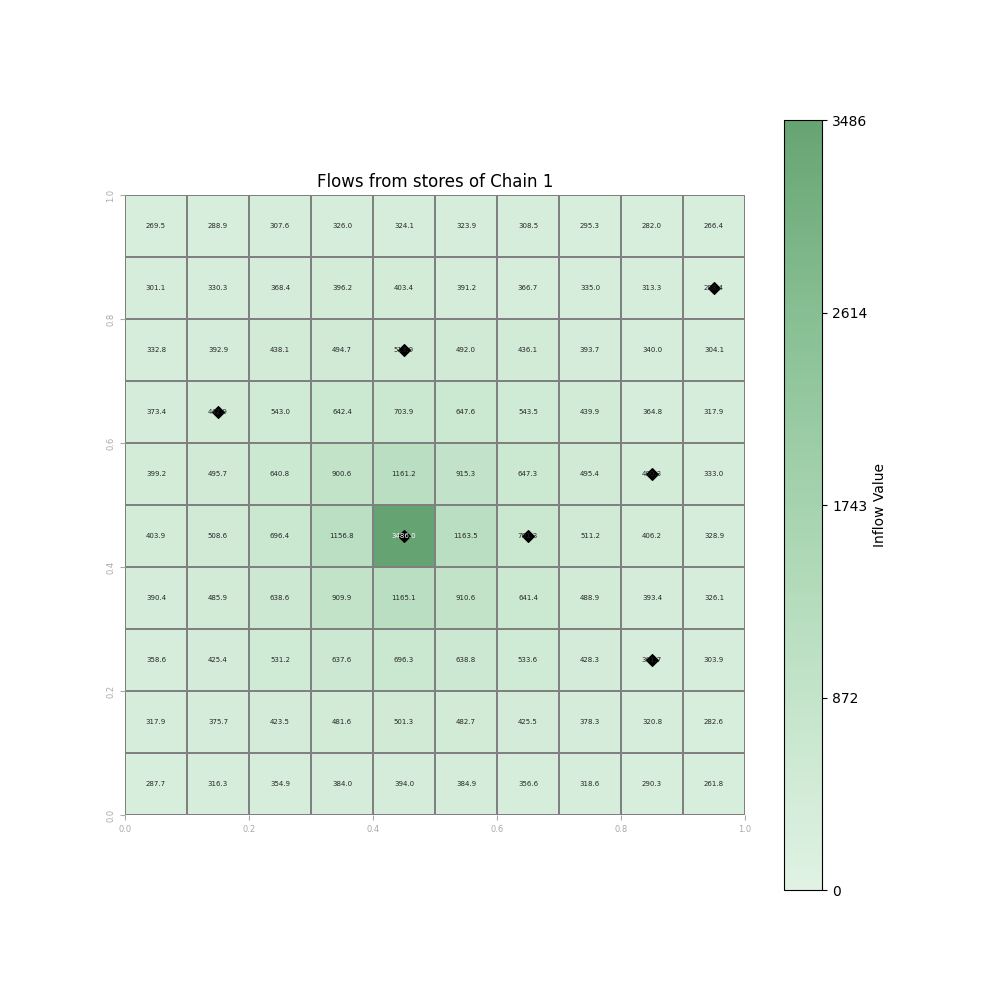 Flows from stores of Chain 1
1.0
269.5 288.9 307.6 326.0 324.1 323.9 308.5 295.3 282.0 266.4
301.1 330.3 368.4 396.2 403.4 391.2 366.7 335.0 313.3
0.8
332.8 392.9 438.1 494.7 492.0 436.1 393.7 340.0 304.1
373.4 543.0 642.4 703.9 647.6 543.5 439.9 364.8 317.9
0.6
399.2 495.7 640.8 900.6 1161.2 915.3 647.3 495.4 333.0
403.9 508.6 696.4 1156.8 3486.0 1163.5 511.2 406.2 328.9
0.4
390.4 485.9 638.6 909.9 1165.1 910.6 641.4 488.9 393.4 326.1
358.6 425.4 531.2 637.6 696.3 638.8 533.6 428.3 303.9
0.2
317.9 375.7 423.5 481.6 501.3 482.7 425.5 378.3 320.8 282.6
287.7 316.3 354.9 384.0 394.0 384.9 356.6 318.6 290.3 261.8
0.0
0.0 0.2 0.4 0.6 0.8 1.0
3486
2614
1743
872
0
Inflow Value